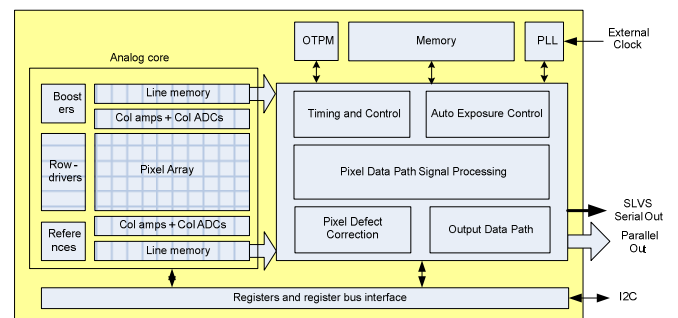 OTPM
Memory
PLL
External
Clock
Analog core
Boost
ers
Line memory
Col amps + Col ADCs
Timing and Control
Auto Exposure Control
Row -
drivers
Pixel Array
Pixel Data Path Signal Processing
Refere
nces
Col amps + Col ADCs
Line memory
Pixel Defect
Correction
Output Data Path
SLVS
Serial Out
Parallel
Out
Registers and register bus interface
I2C